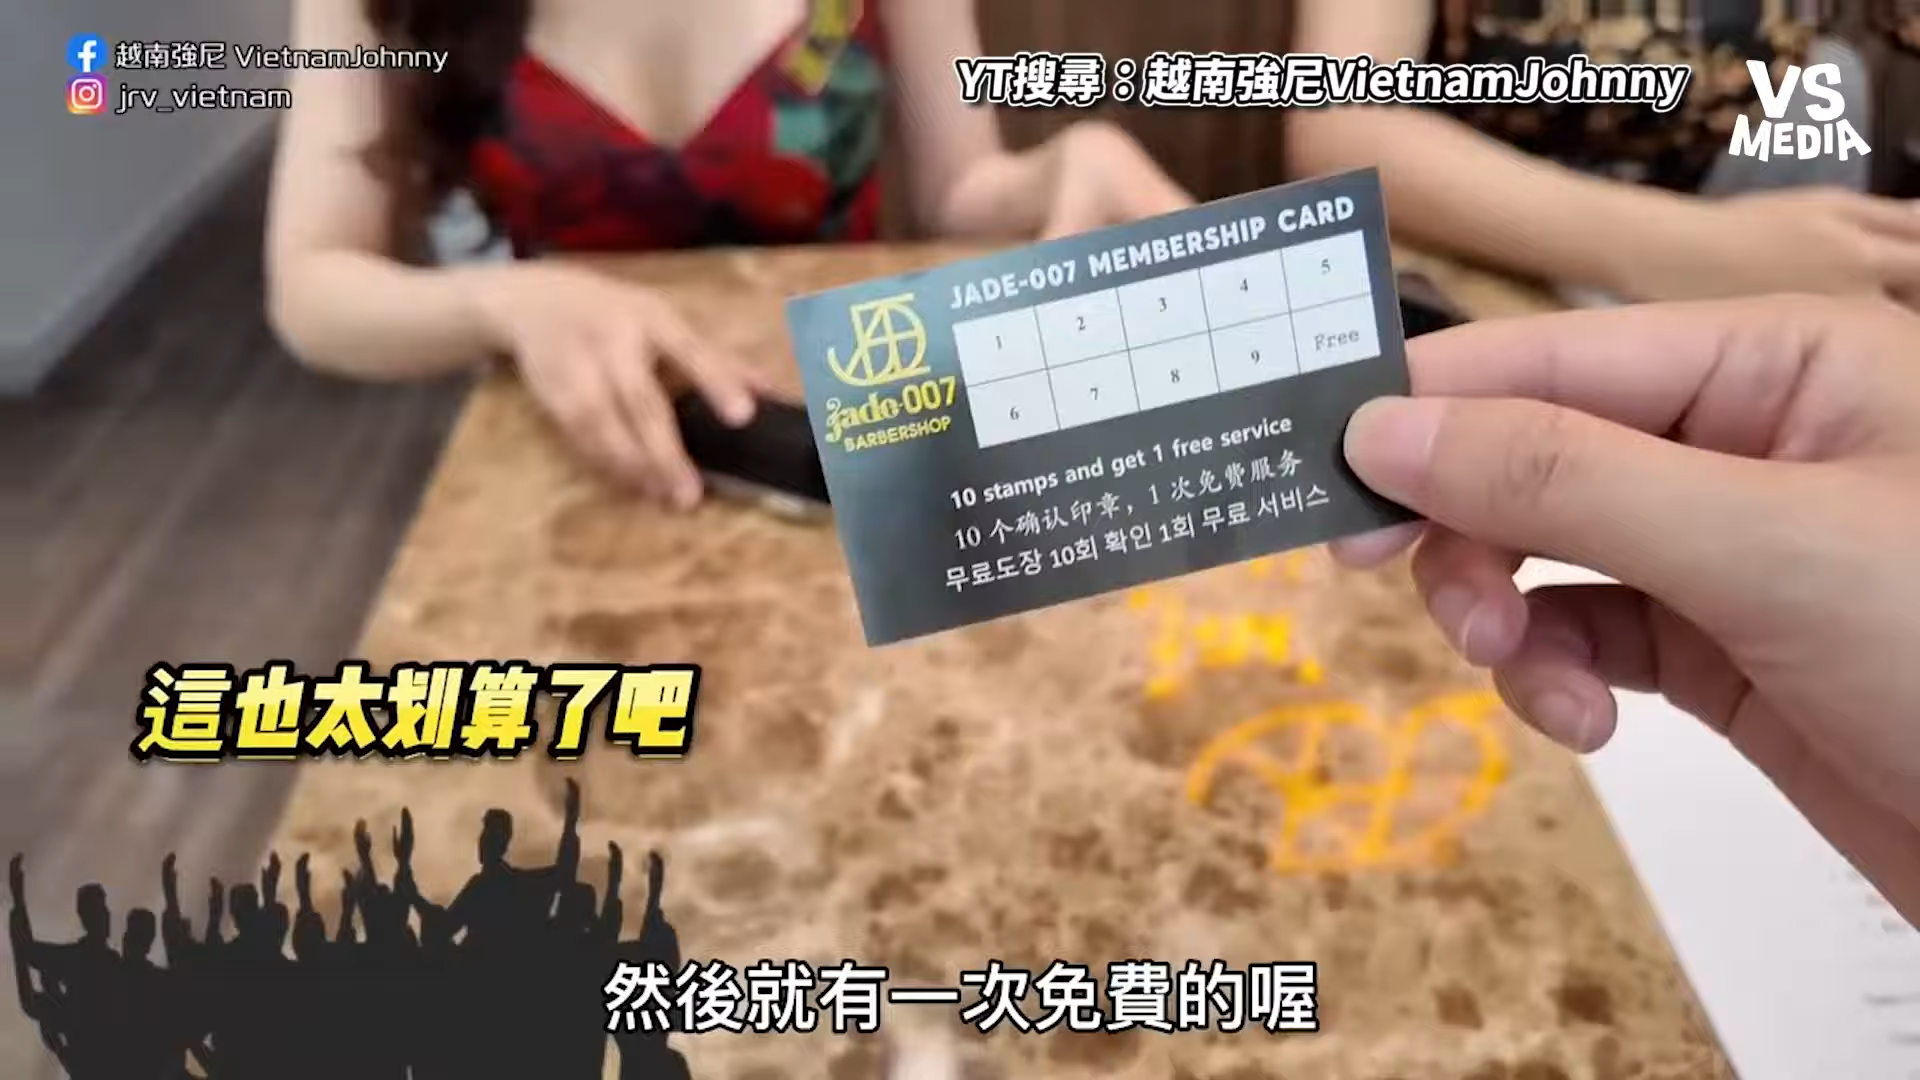 越南強尼 VietnamJohnny
jrv_vietnam
YT搜尋：越南強尼VietnamJohnny
VS
MEDIA
JADE-007 MEMBERSHIP CARD
1 2 3 4 5
6 7 8 9 Free
Jade-007
BARBERSHOP
10 stamps and get 1 free service
10 个确认印章，1 次免费服务
무료도장 10회 확인 1회 무료 서비스
這也太划算了吧
然後就有一次免費的喔